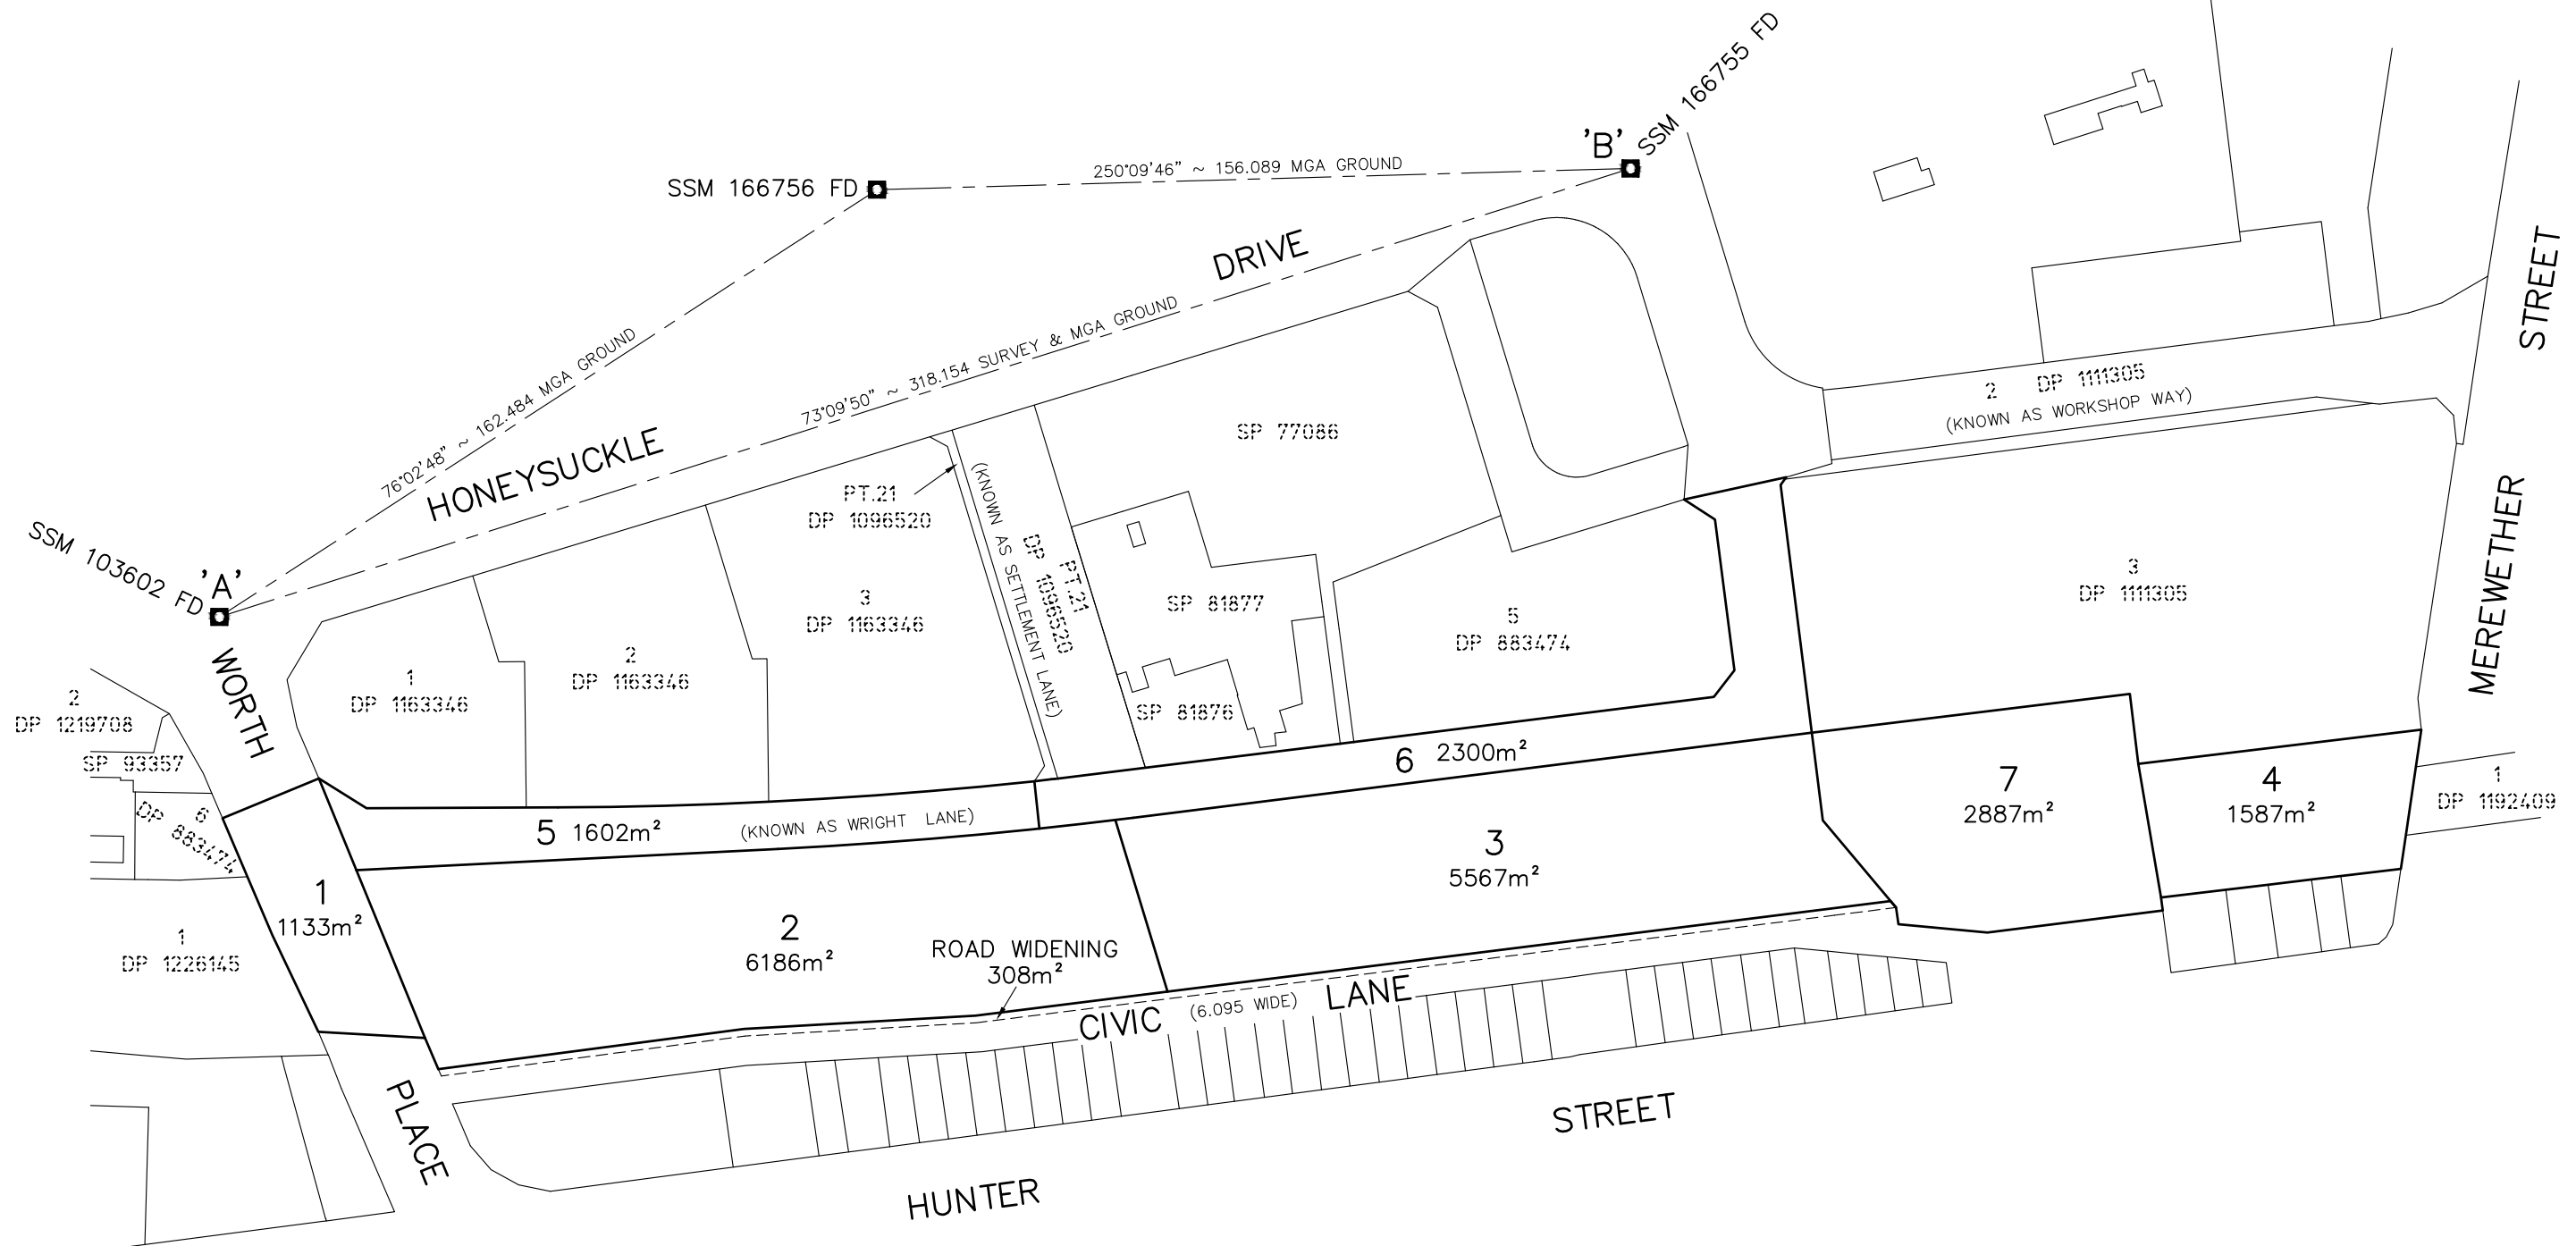 SSM 166755 FD
'B'
250°09'46" ~ 156.089 MGA GROUND
SSM 166756 FD
DRIVE
STREET
73°09'50" ~ 318.154 SURVEY & MGA GROUND
76°02'48" ~ 162.484 MGA GROUND
HONEYSUCKLE
2 DP 1111305
(KNOWN AS WORKSHOP WAY)
SP 77086
PT.21
DP 1096520
(KNOWN AS SETTLEMENT LANE)
PT.21
DP 1096520
SSM 103602 FD
'A'
3
DP 1163346
SP 81877
5
DP 883474
3
DP 1111305
MEREWETHER
WORTH
1
DP 1163346
2
DP 1163346
SP 81876
2
DP 1219708
SP 93357
6
DP 883474
6 2300m²
7
2887m²
4
1587m²
1
DP 1192409
5 1602m²
(KNOWN AS WRIGHT LANE)
3
5567m²
1
1133m²
2
6186m²
1
DP 1226145
ROAD WIDENING
308m²
CIVIC (6.095 WIDE) LANE
PLACE
HUNTER
STREET